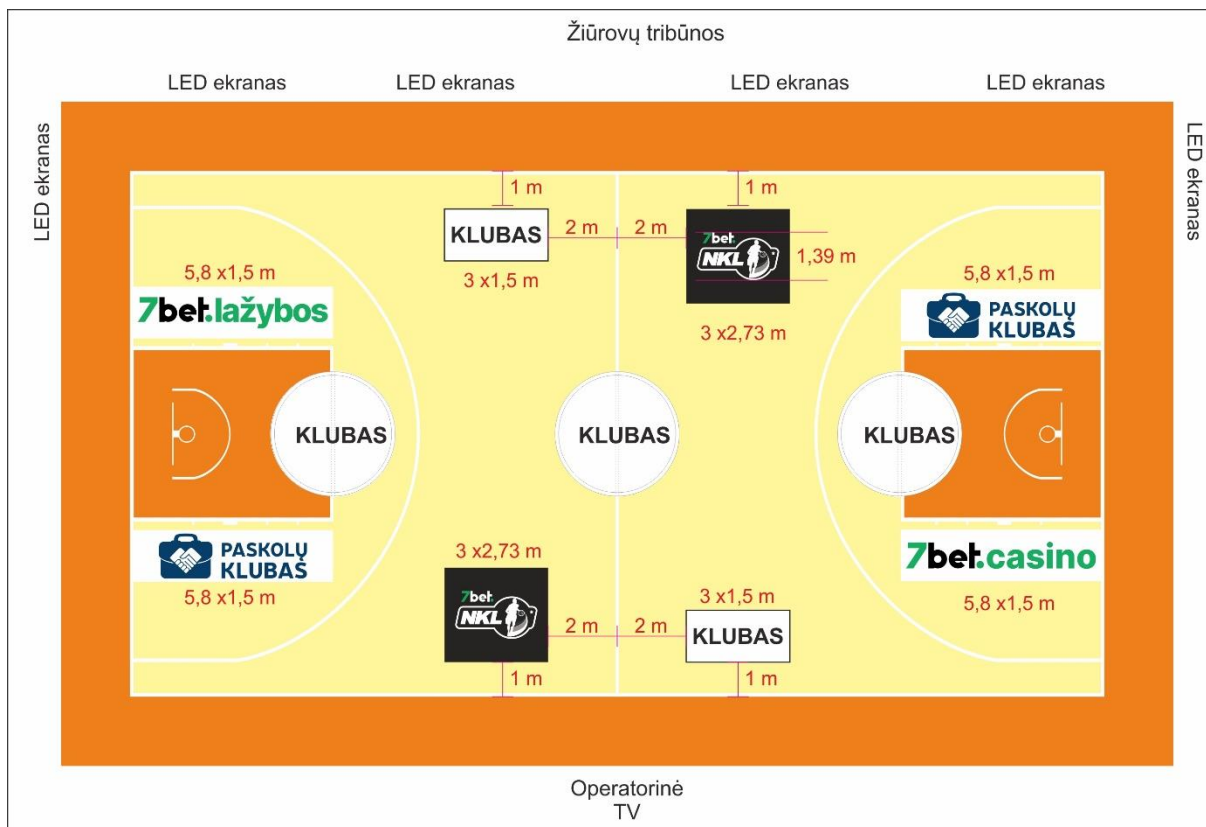 Žiūrovų tribūnos
LED ekranas
LED ekranas
LED ekranas
LED ekranas
LED ekranas
LED ekranas
1 m
1 m
KLUBAS
2 m
2 m
7bet.
NKL
1,39 m
3 x1,5 m
3 x2,73 m
5,8 x1,5 m
5,8 x1,5 m
7bet.lažybos
PASKOLŲ
KLUBAS
KLUBAS
KLUBAS
KLUBAS
PASKOLŲ
KLUBAS
5,8 x1,5 m
3 x2,73 m
7bet.
NKL
2 m
2 m
1 m
3 x1,5 m
KLUBAS
1 m
7bet.casino
5,8 x1,5 m
Operatorinė
TV